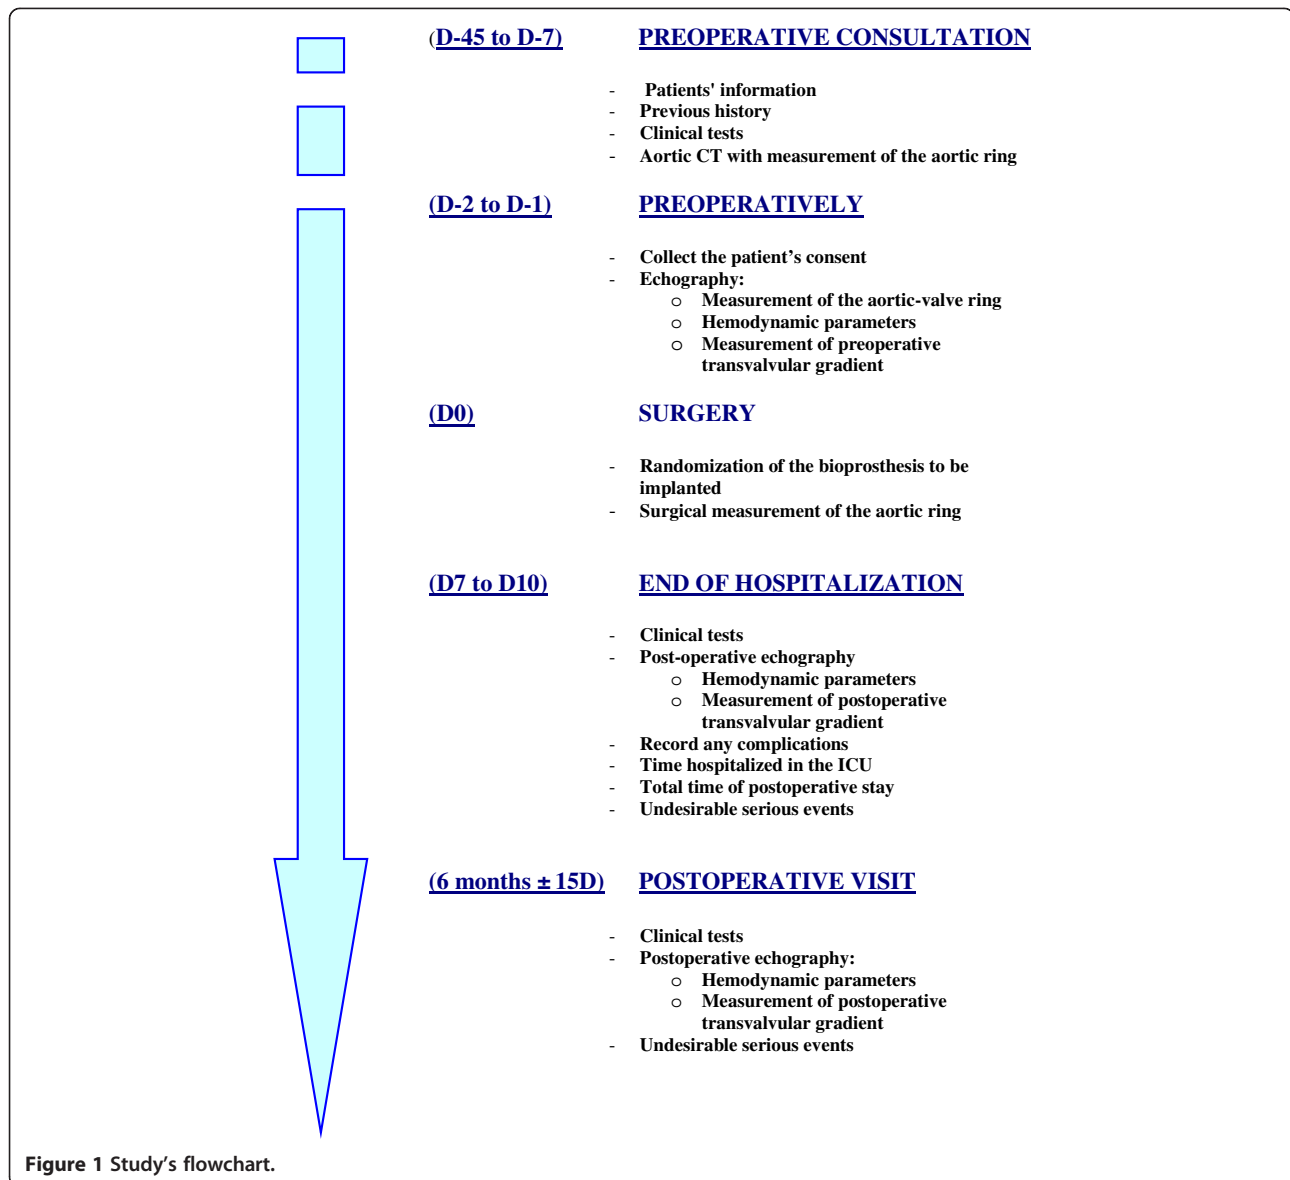 (D-45 to D-7) PREOPERATIVE CONSULTATION
- Patients' information
- Previous history
- Clinical tests
- Aortic CT with measurement of the aortic ring
(D-2 to D-1) PREOPERATIVELY
- Collect the patient’s consent
- Echography:
o Measurement of the aortic-valve ring
o Hemodynamic parameters
o Measurement of preoperative
transvalvular gradient
(D0) SURGERY
- Randomization of the bioprosthesis to be
implanted
- Surgical measurement of the aortic ring
(D7 to D10) END OF HOSPITALIZATION
- Clinical tests
- Post-operative echography
o Hemodynamic parameters
o Measurement of postoperative
transvalvular gradient
- Record any complications
- Time hospitalized in the ICU
- Total time of postoperative stay
- Undesirable serious events
(6 months ± 15D) POSTOPERATIVE VISIT
- Clinical tests
- Postoperative echography:
o Hemodynamic parameters
o Measurement of postoperative
transvalvular gradient
- Undesirable serious events
Figure 1 Study’s flowchart.